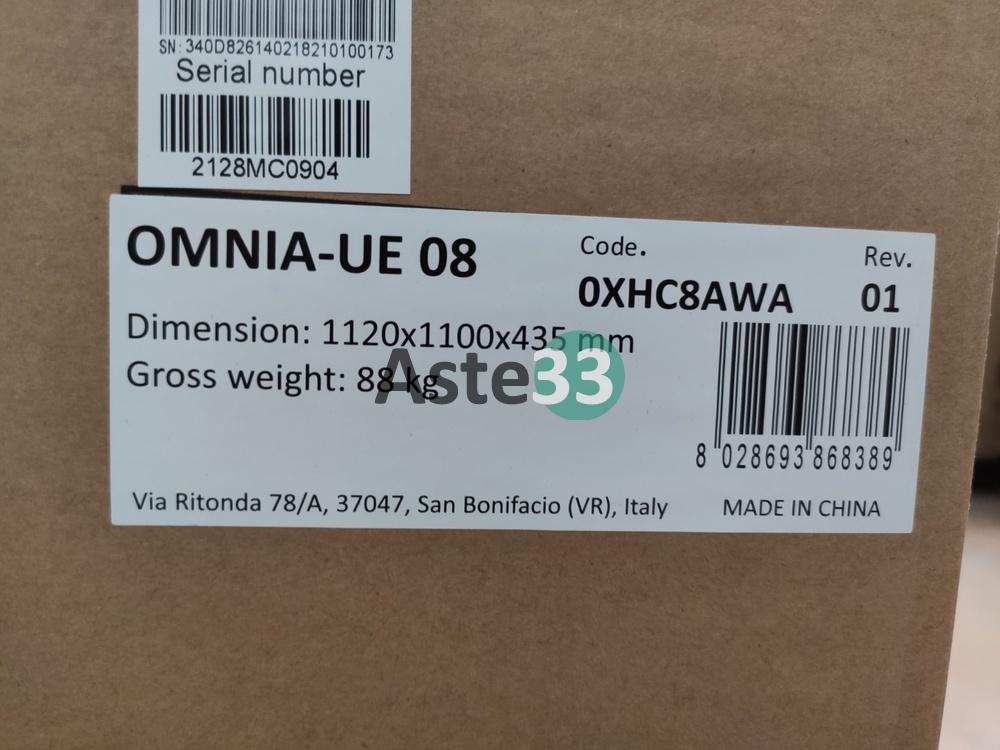 SN: 340D826140218210100173
Serial number
2128MC0904
OMNIA-UE 08
Code.
Rev.
0XHC8AWA
01
Dimension: 1120x1100x435 mm
Gross weight: 88 kg
Aste33
8 028693 868389
Via Ritonda 78/A, 37047, San Bonifacio (VR), Italy
MADE IN CHINA